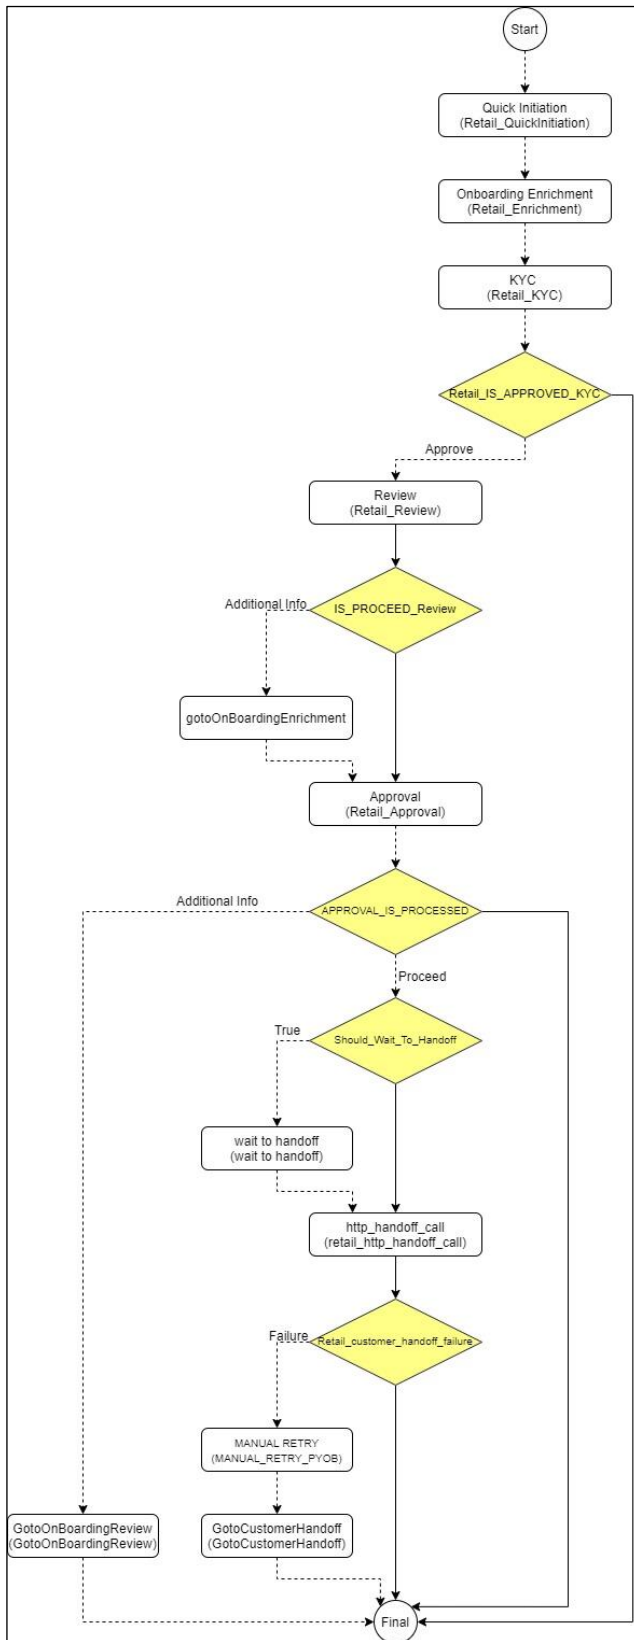 Start
Quick Initiation
(Retail_QuickInitiation)
Onboarding Enrichment
(Retail_Enrichment)
KYC
(Retail_KYC)
Retail_IS_APPROVED_KYC
Approve
Review
(Retail_Review)
Additional Info
IS_PROCEED_Review
gotoOnBoardingEnrichment
Approval
(Retail_Approval)
Additional Info
APPROVAL_IS_PROCESSED
Proceed
True
Should_Wait_To_Handoff
wait to handoff
(wait to handoff)
http_handoff_call
(retail_http_handoff_call)
Failure
Retail_customer_handoff_failure
MANUAL RETRY
(MANUAL_RETRY_PYOB)
GotoOnBoardingReview
(GotoOnBoardingReview)
GotoCustomerHandoff
(GotoCustomerHandoff)
Final